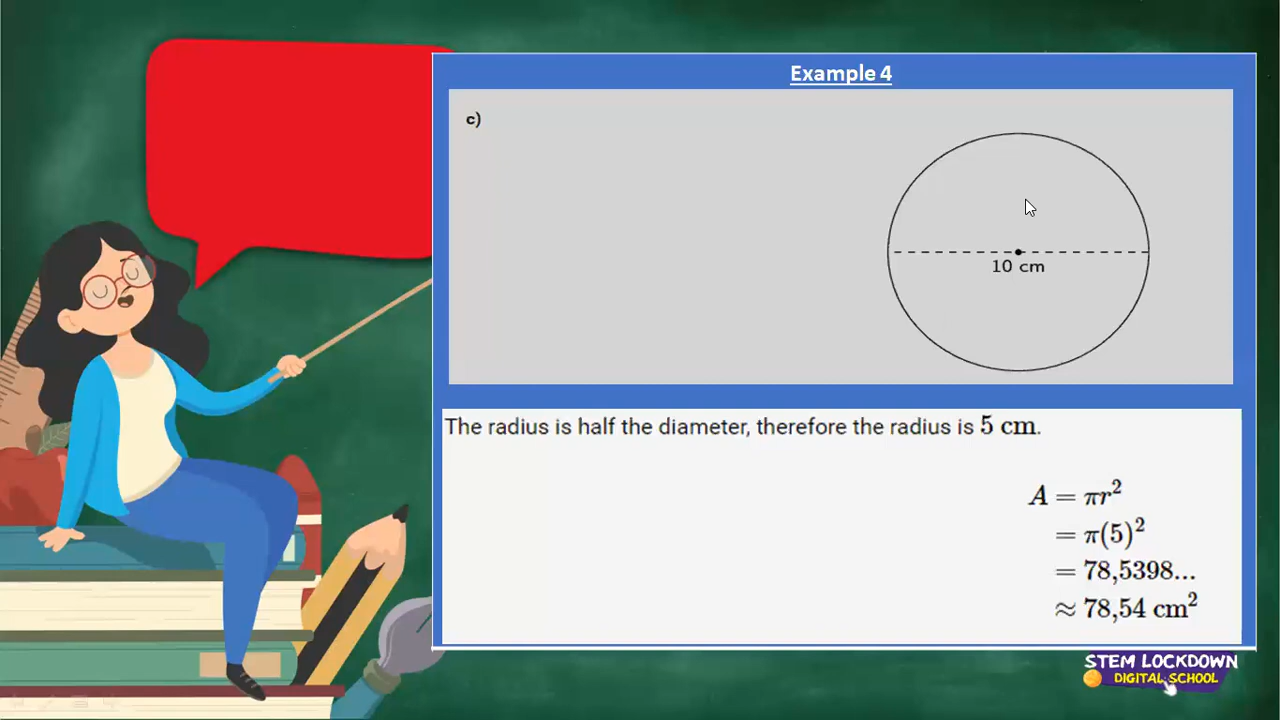 Example 4
c)
10 cm
The radius is half the diameter, therefore the radius is 5 cm.
A = πr²
= π(5)²
= 78,5398...
≈ 78,54 cm²
STEM LOCKDOWN
DIGITAL SCHOOL